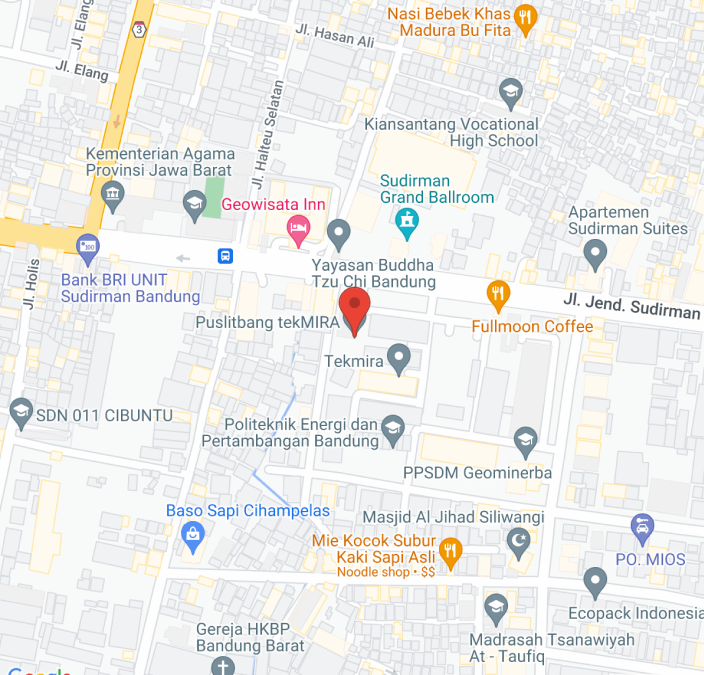 Nasi Bebek Khas
Madura Bu Fita
Jl. Elang
3
Jl. Hasan Ali
Jl. Elang
Jl. Halteu Selatan
Kiansantang Vocational
High School
Kementerian Agama
Provinsi Jawa Barat
Sudirman
Grand Ballroom
Geowisata Inn
Apartemen
Sudirman Suites
Yayasan Buddha
Tzu Chi Bandung
Jl. Holis
Bank BRI UNIT
Sudirman Bandung
Jl. Jend. Sudirman
Puslitbang tekMIRA
Fullmoon Coffee
Tekmira
SDN 011 CIBUNTU
Politeknik Energi dan
Pertambangan Bandung
PPSDM Geominerba
Baso Sapi Cihampelas
Masjid Al Jihad Siliwangi
Mie Kocok Subur
Kaki Sapi Asli
Noodle shop • $$
PO. MIOS
Ecopack Indonesia
Gereja HKBP
Bandung Barat
Madrasah Tsanawiyah
At - Taufiq
Google